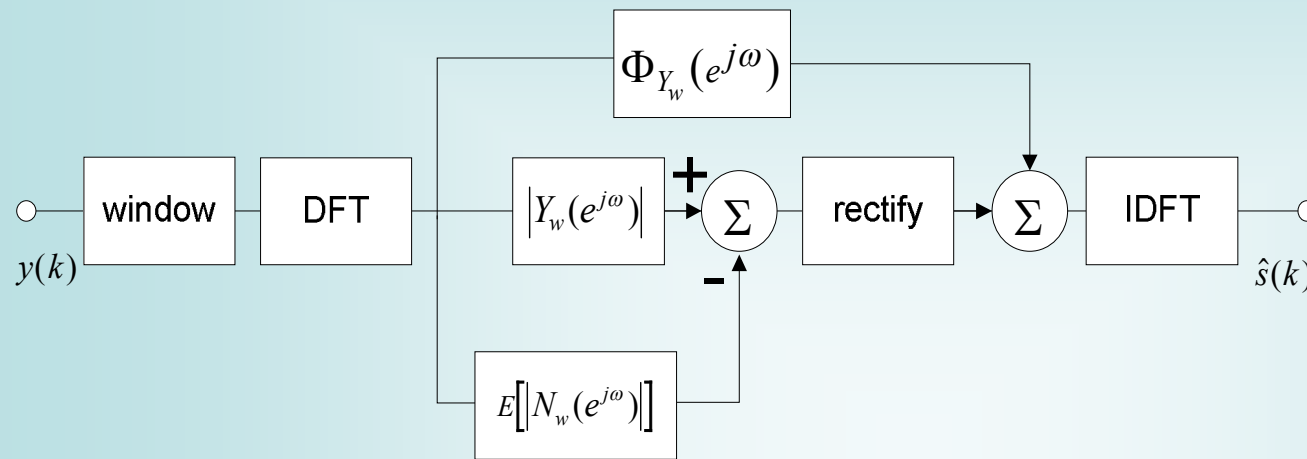 Φ_{Y_w}(e^{jω})
window
DFT
|Y_w(e^{jω})|
+
Σ
-
rectify
Σ
IDFT
y(k)
ŝ(k)
E[|N_w(e^{jω})|]